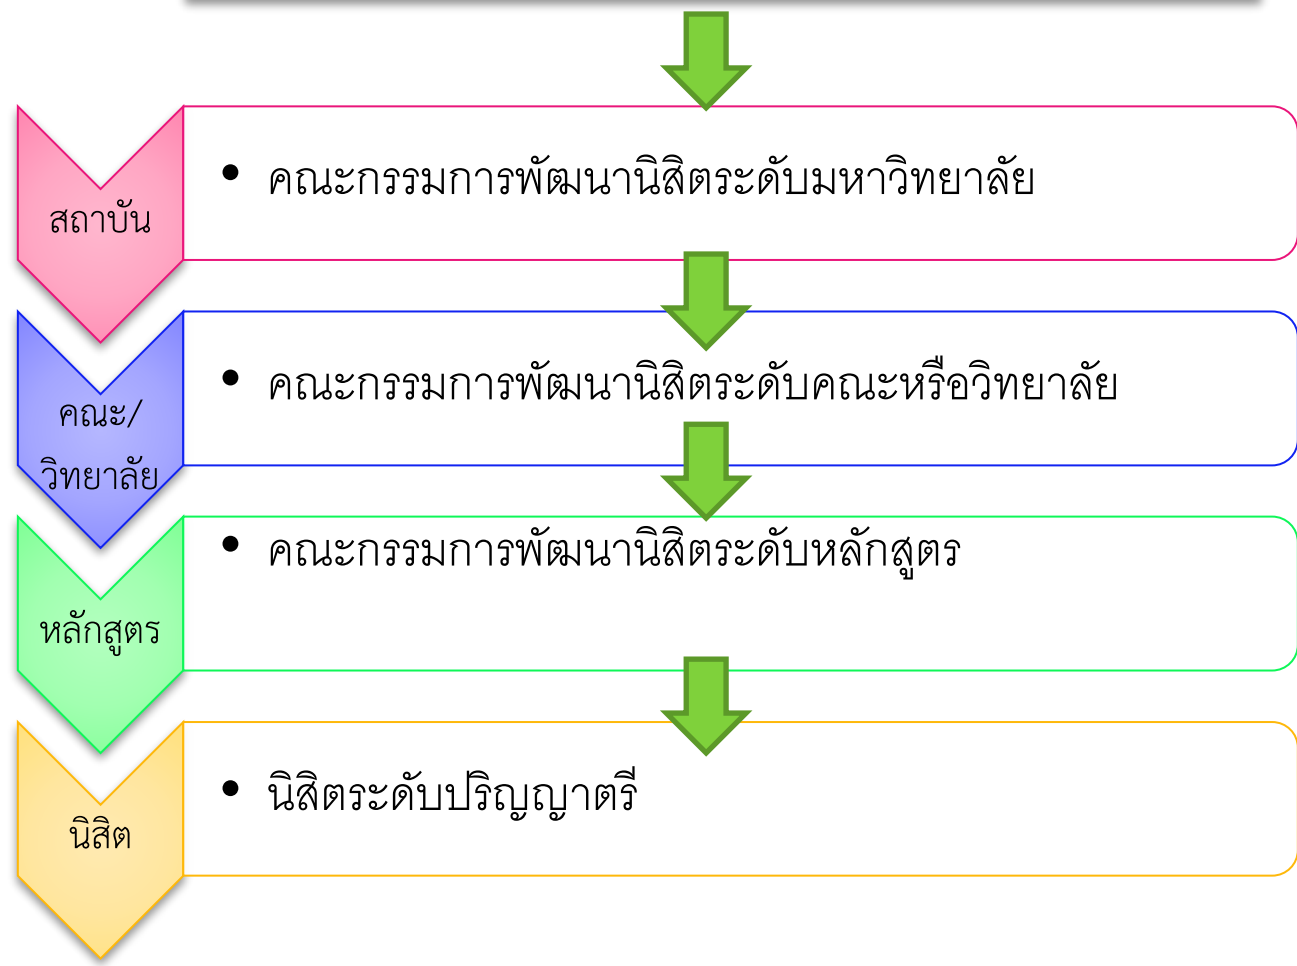 สถาบัน
• คณะกรรมการพัฒนานิสิตระดับมหาวิทยาลัย
คณะ/
วิทยาลัย
• คณะกรรมการพัฒนานิสิตระดับคณะหรือวิทยาลัย
หลักสูตร
• คณะกรรมการพัฒนานิสิตระดับหลักสูตร
นิสิต
• นิสิตระดับปริญญาตรี